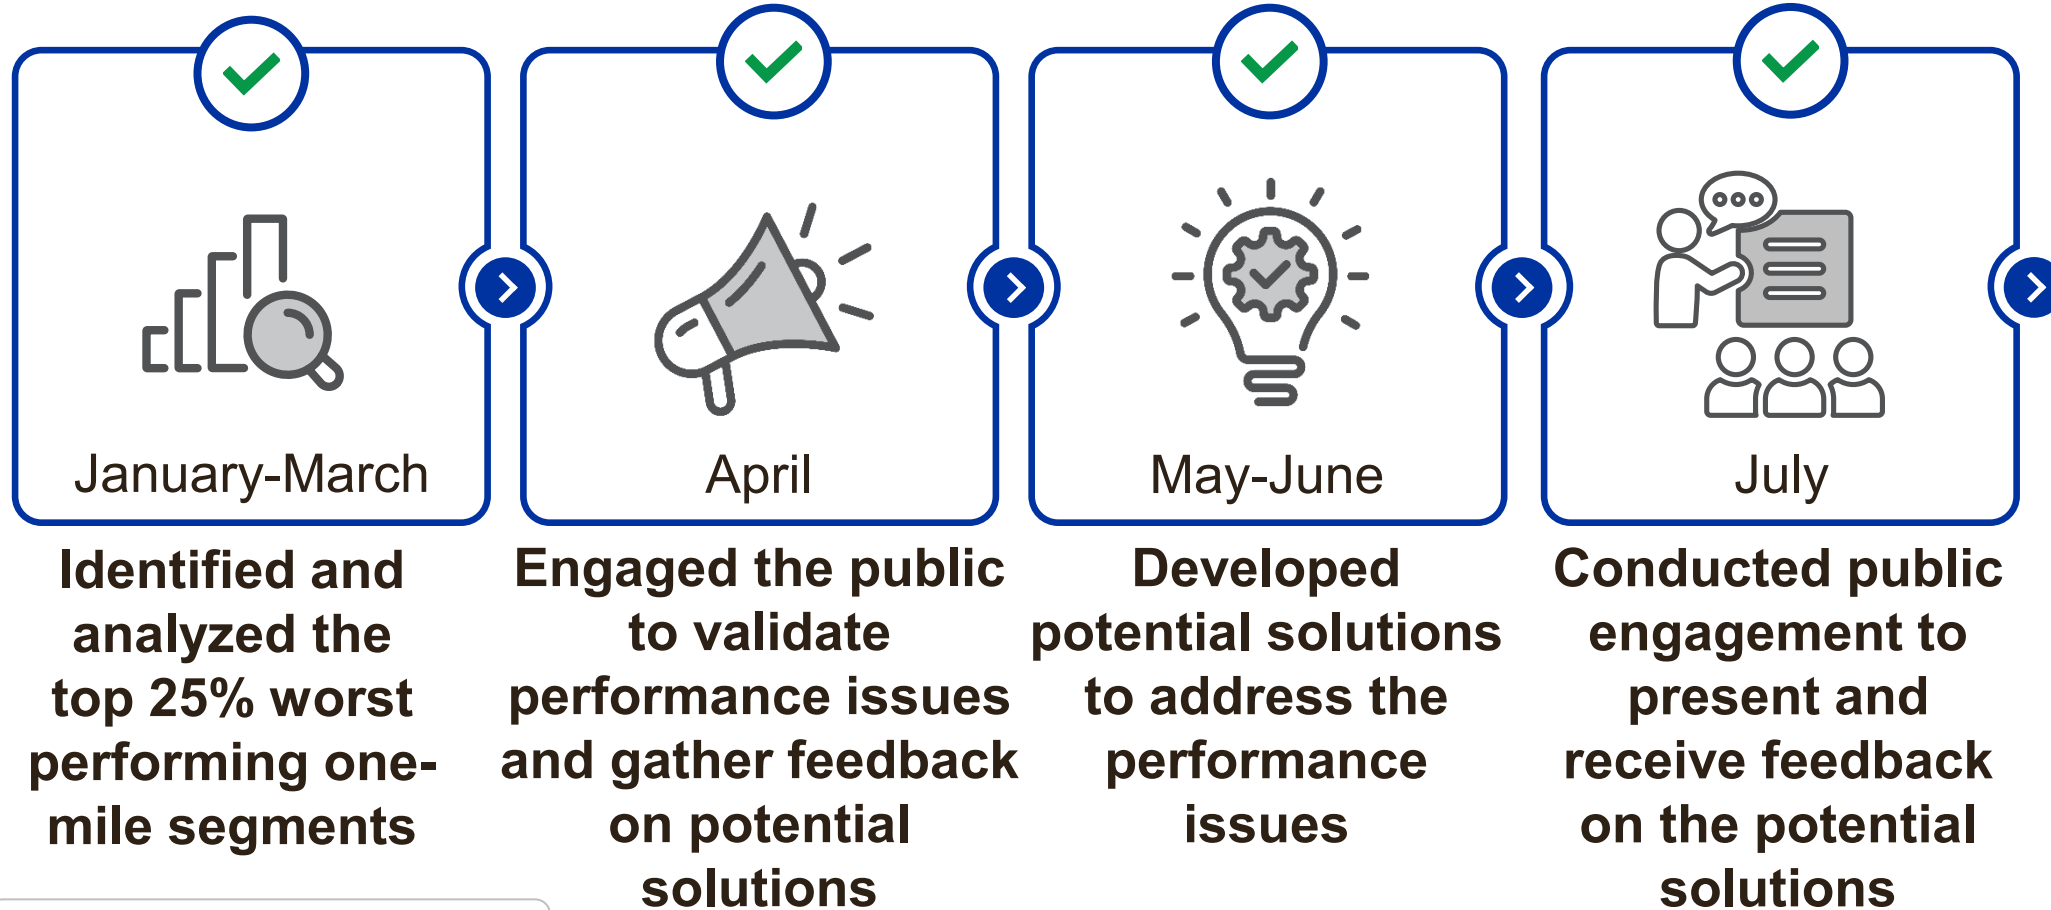 January-March
Identified and
analyzed the
top 25% worst
performing one-
mile segments
April
Engaged the public
to validate
performance issues
and gather feedback
on potential
solutions
May-June
Developed
potential solutions
to address the
performance
issues
July
Conducted public
engagement to
present and
receive feedback
on the potential
solutions